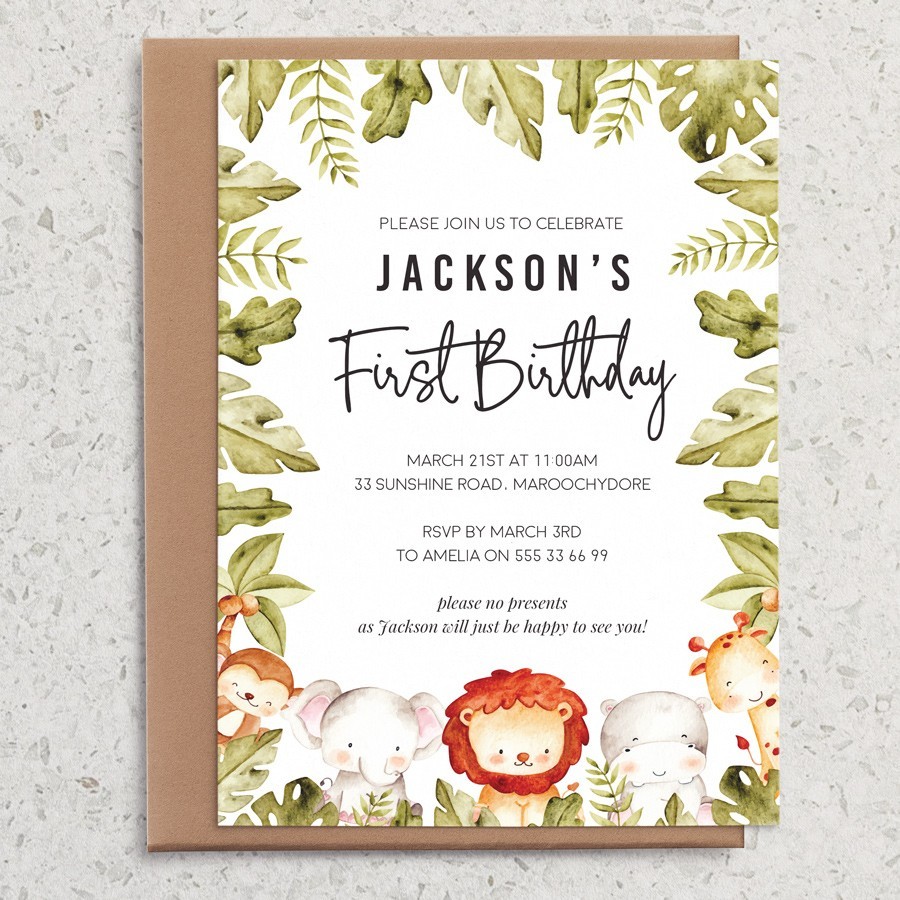 PLEASE JOIN US TO CELEBRATE
JACKSON'S
First Birthday
MARCH 21ST AT 11:00AM
33 SUNSHINE ROAD, MAROOCHYDORE
RSVP BY MARCH 3RD
TO AMELIA ON 555 33 66 99
please no presents
as Jackson will just be happy to see you!